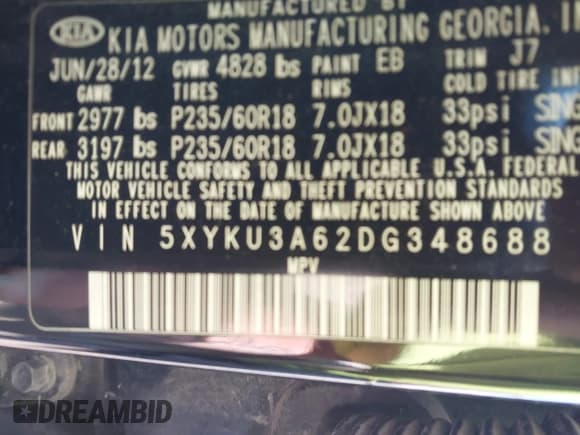 MANUFACTURED BY
KIA KIA MOTORS MANUFACTURING GEORGIA, I
JUN/28/12 GVWR 4828 lbs PAINT EB TRIM J7
GAWR TIRES RIMS COLD TIRE IN
FRONT 2977 lbs P235/60R18 7.0JX18 33psi SING
REAR 3197 lbs P235/60R18 7.0JX18 33psi SING
THIS VEHICLE CONFORMS TO ALL APPLICABLE U.S.A. FEDERAL
MOTOR VEHICLE SAFETY AND THEFT PREVENTION STANDARDS
IN EFFECT ON THE DATE OF MANUFACTURE SHOWN ABOVE
VIN 5XYKU3A62DG348688
MPV
DREAMBID